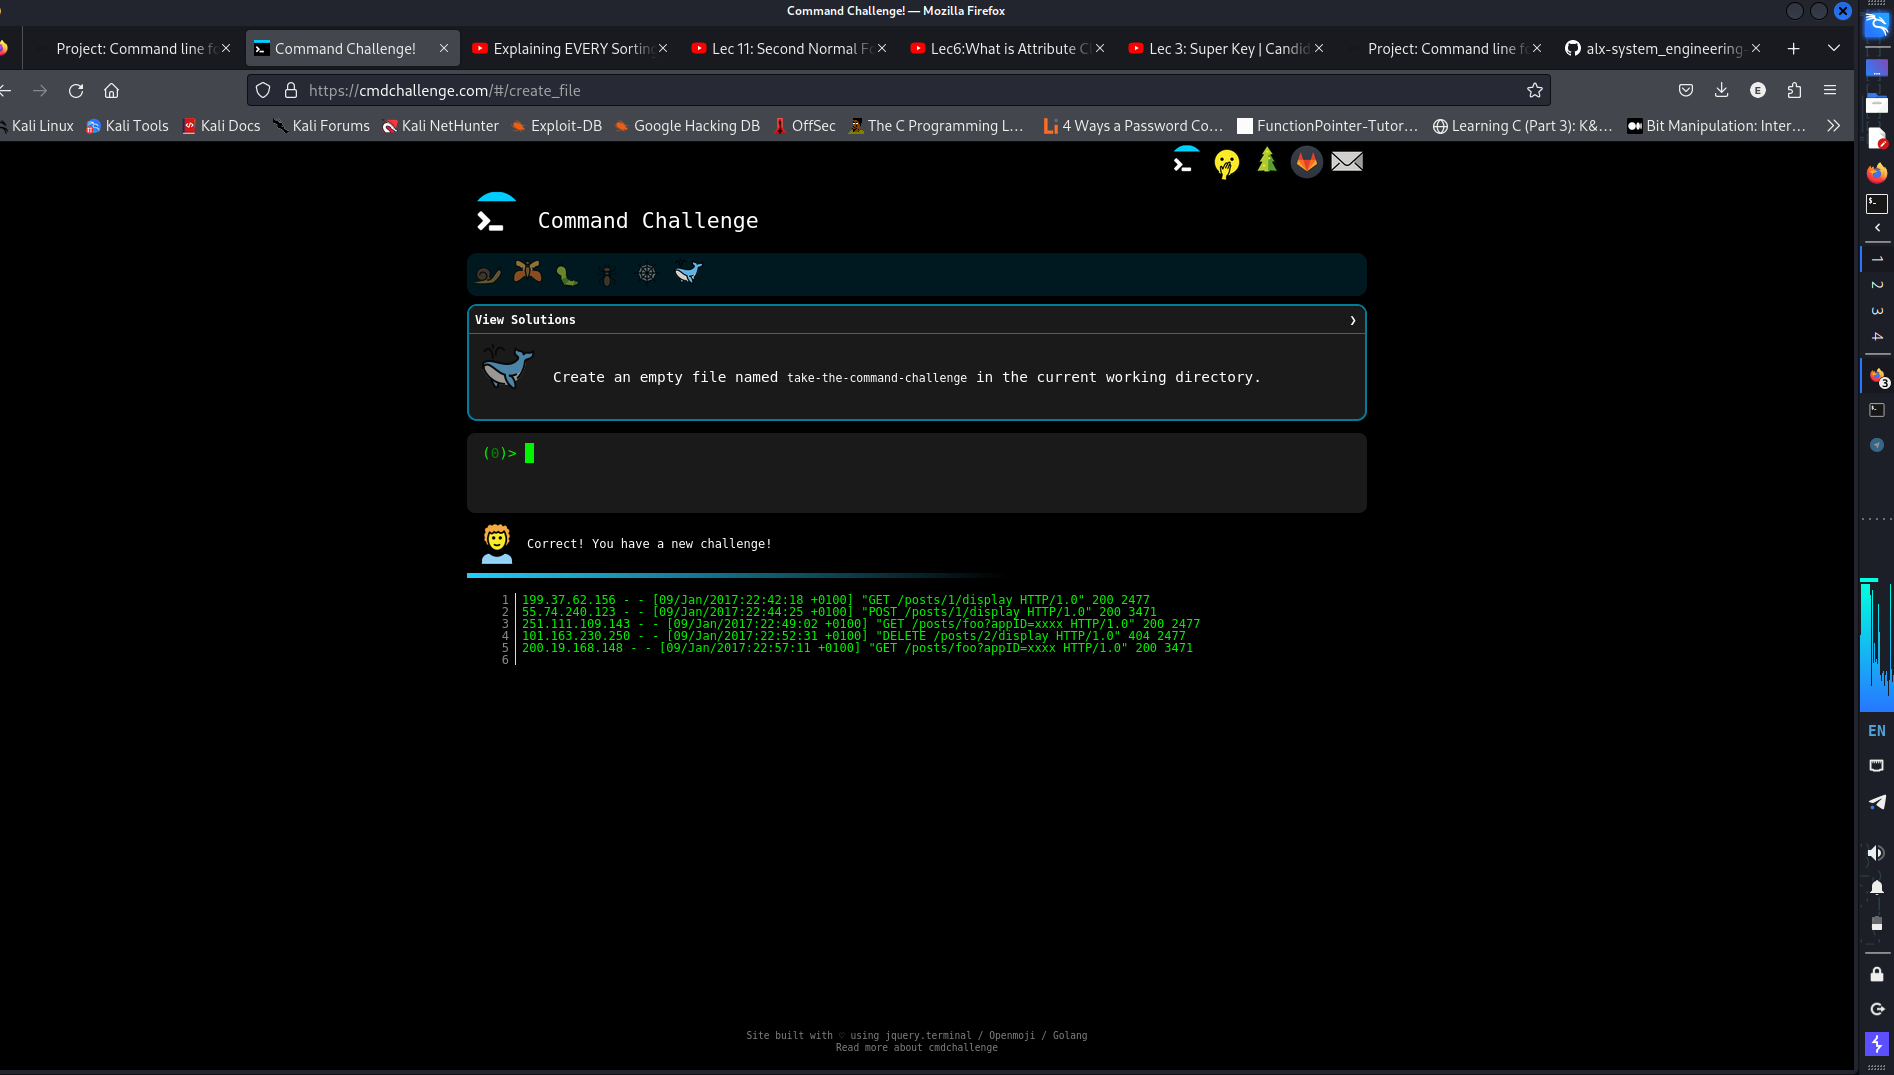 Command Challenge! — Mozilla Firefox
Project: Command line fo
Command Challenge!
Explaining EVERY Sorting
Lec 11: Second Normal Fo
Lec6:What is Attribute Cl
Lec 3: Super Key | Candid
Project: Command line fo
alx-system_engineering-
https://cmdchallenge.com/#/create_file
E
Kali Linux
Kali Tools
Kali Docs
Kali Forums
Kali NetHunter
Exploit-DB
Google Hacking DB
OffSec
The C Programming L…
4 Ways a Password Co…
FunctionPointer-Tutor…
Learning C (Part 3): K&…
Bit Manipulation: Inter…
Command Challenge
View Solutions
Create an empty file named take-the-command-challenge in the current working directory.
(0)>
Correct! You have a new challenge!
1 199.37.62.156 - - [09/Jan/2017:22:42:18 +0100] "GET /posts/1/display HTTP/1.0" 200 2477
2 55.74.240.123 - - [09/Jan/2017:22:44:25 +0100] "POST /posts/1/display HTTP/1.0" 200 3471
3 251.111.109.143 - - [09/Jan/2017:22:49:02 +0100] "GET /posts/foo?appID=xxxx HTTP/1.0" 200 2477
4 101.163.230.250 - - [09/Jan/2017:22:52:31 +0100] "DELETE /posts/2/display HTTP/1.0" 404 2477
5 200.19.168.148 - - [09/Jan/2017:22:57:11 +0100] "GET /posts/foo?appID=xxxx HTTP/1.0" 200 3471
6
Site built with ♡ using jquery.terminal / Openmoji / Golang
Read more about cmdchallenge
1
2
3
4
3
EN